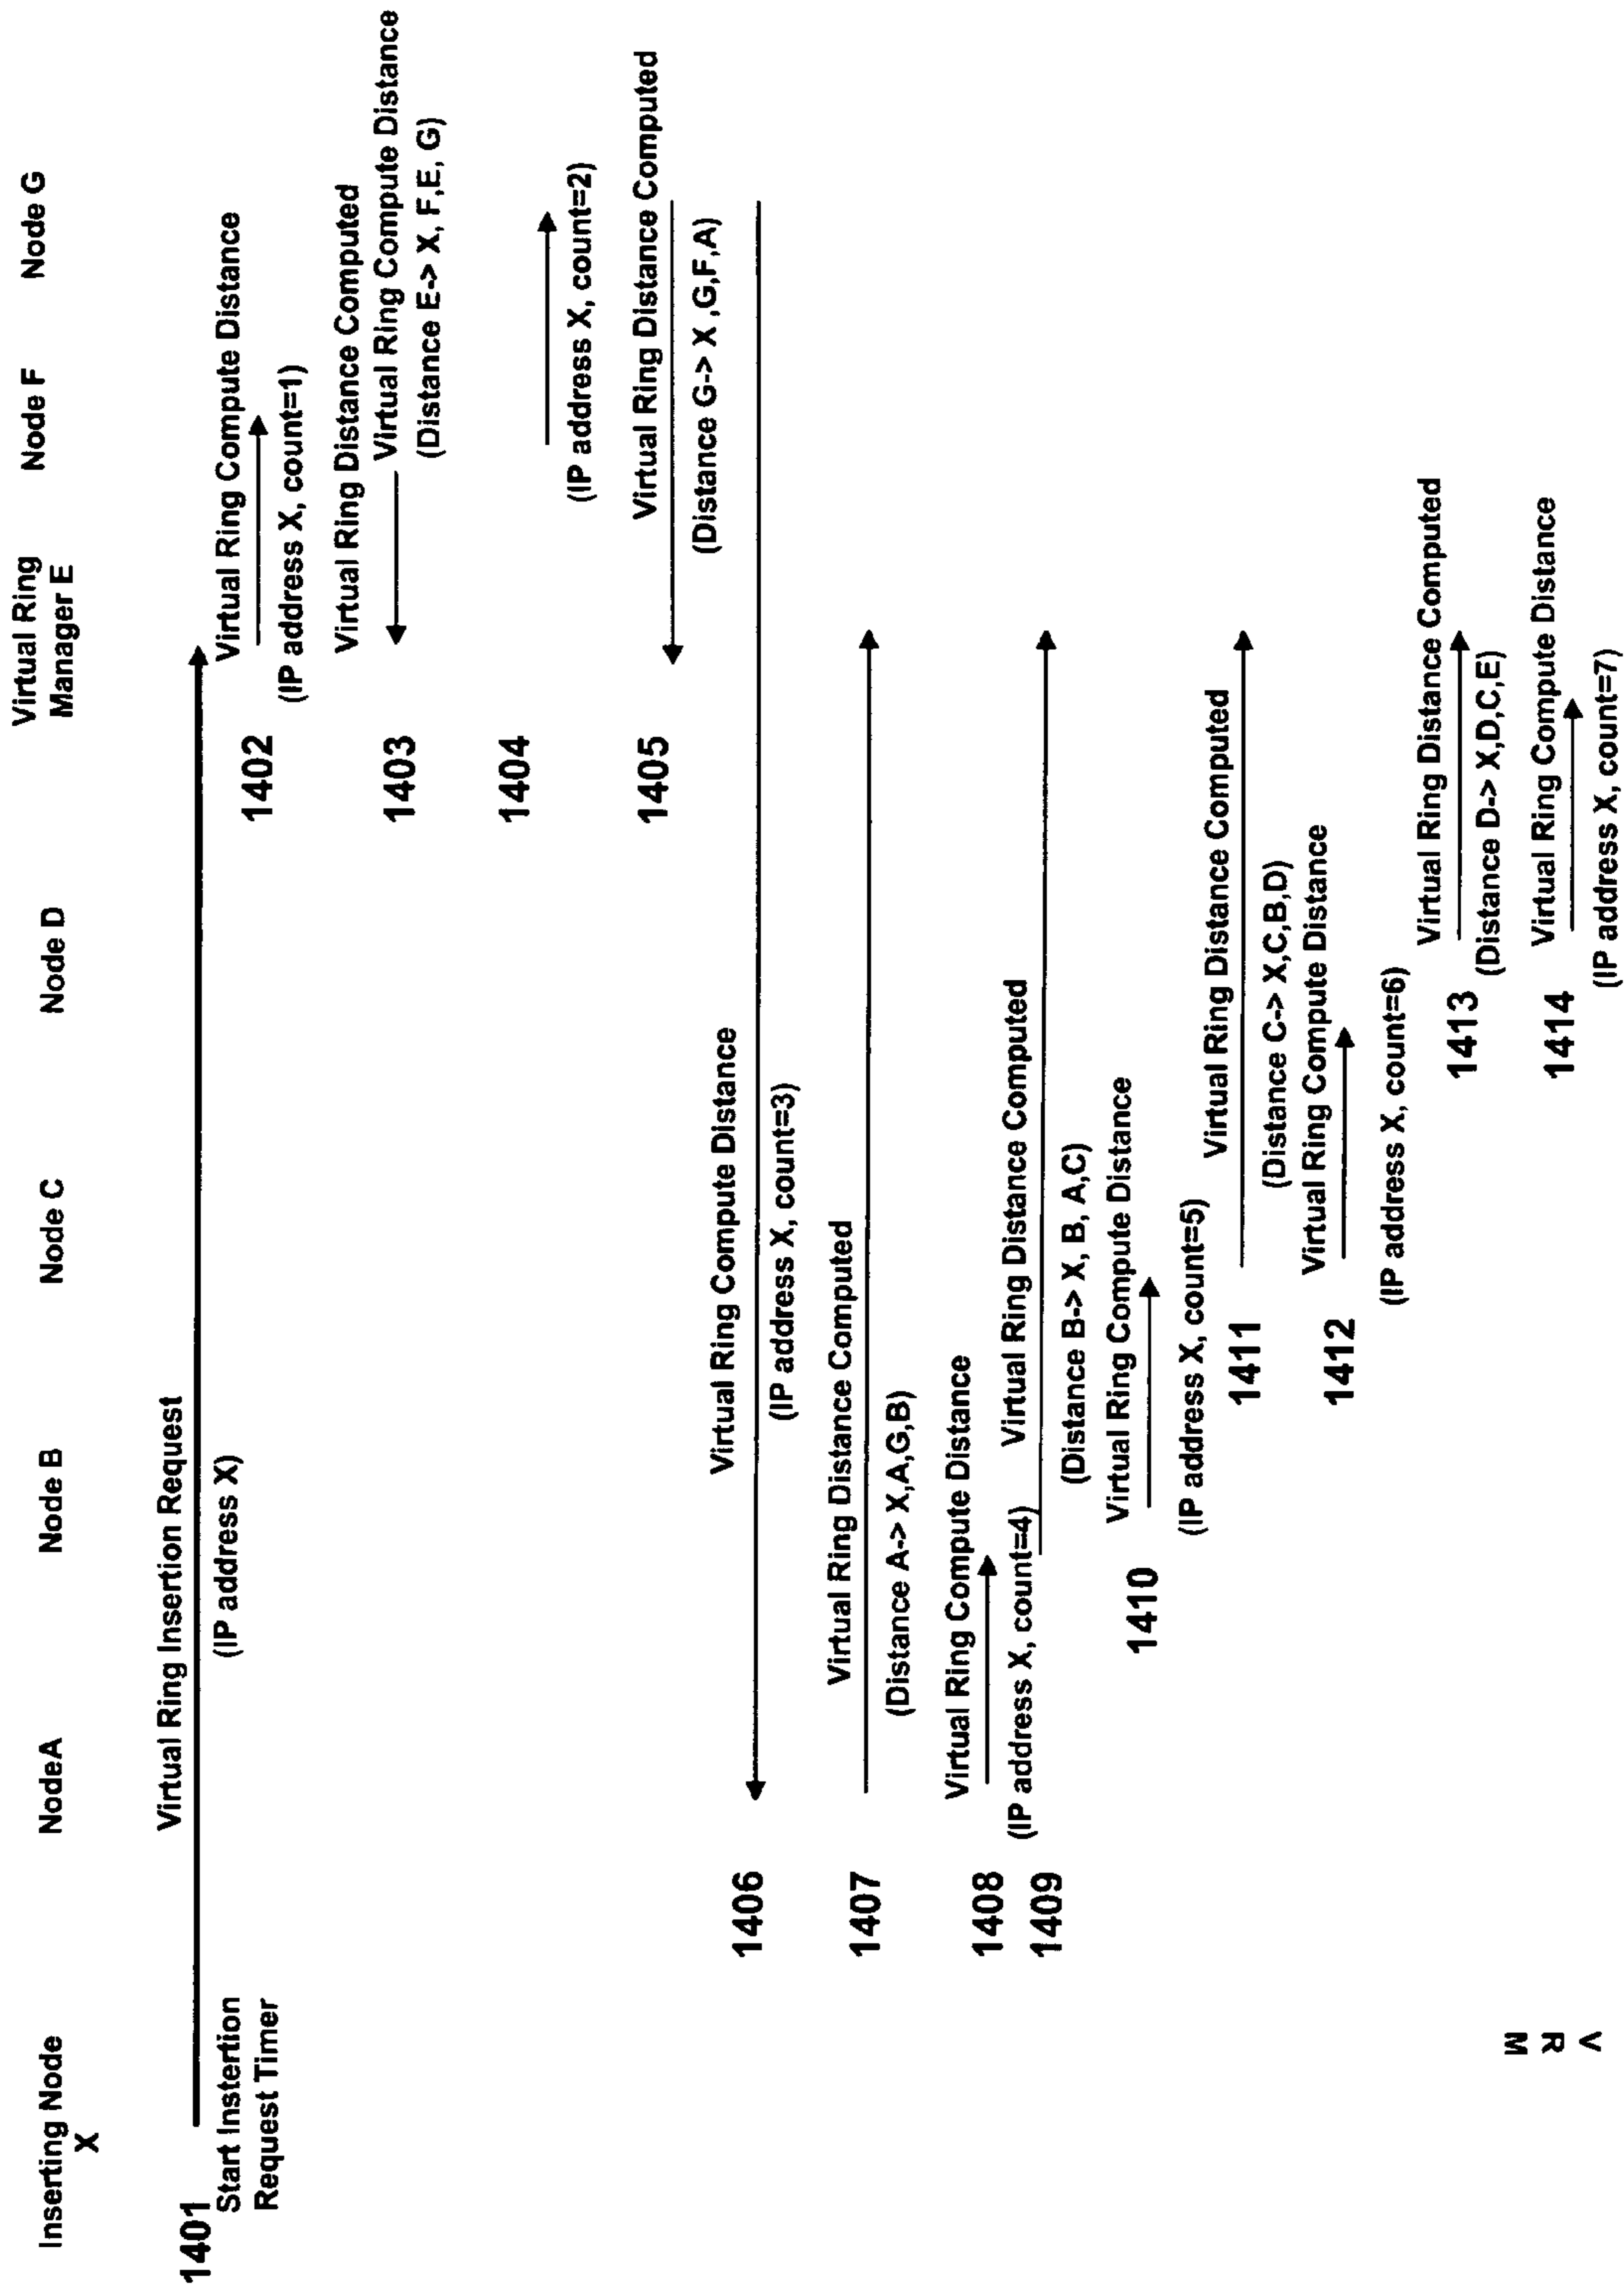 Inserting Node
X
NodeA
Node B
Node C
Node D
Virtual Ring
Manager E
Node F
Node G
1401
Virtual Ring Insertion Request
(IP address X)
Start Instertion
Request Timer
1402
Virtual Ring Compute Distance
(IP address X, count=1)
1403
Virtual Ring Distance Computed
Virtual Ring Compute Distance
(Distance E-> X, F,E, G)
1404
(IP address X, count=2)
1405
Virtual Ring Distance Computed
(Distance G-> X ,G,F,A)
1406
Virtual Ring Compute Distance
(IP address X, count=3)
1407
Virtual Ring Distance Computed
(Distance A-> X,A,G,B)
1408
Virtual Ring Compute Distance
(IP address X, count=4)
1409
Virtual Ring Distance Computed
(Distance B-> X, B, A,C)
1410
Virtual Ring Compute Distance
(IP address X, count=5)
1411
Virtual Ring Distance Computed
(Distance C-> X,C,B,D)
1412
Virtual Ring Compute Distance
(IP address X, count=6)
1413
Virtual Ring Distance Computed
(Distance D-> X,D,C,E)
1414
Virtual Ring Compute Distance
(IP address X, count=7)
V
R
M